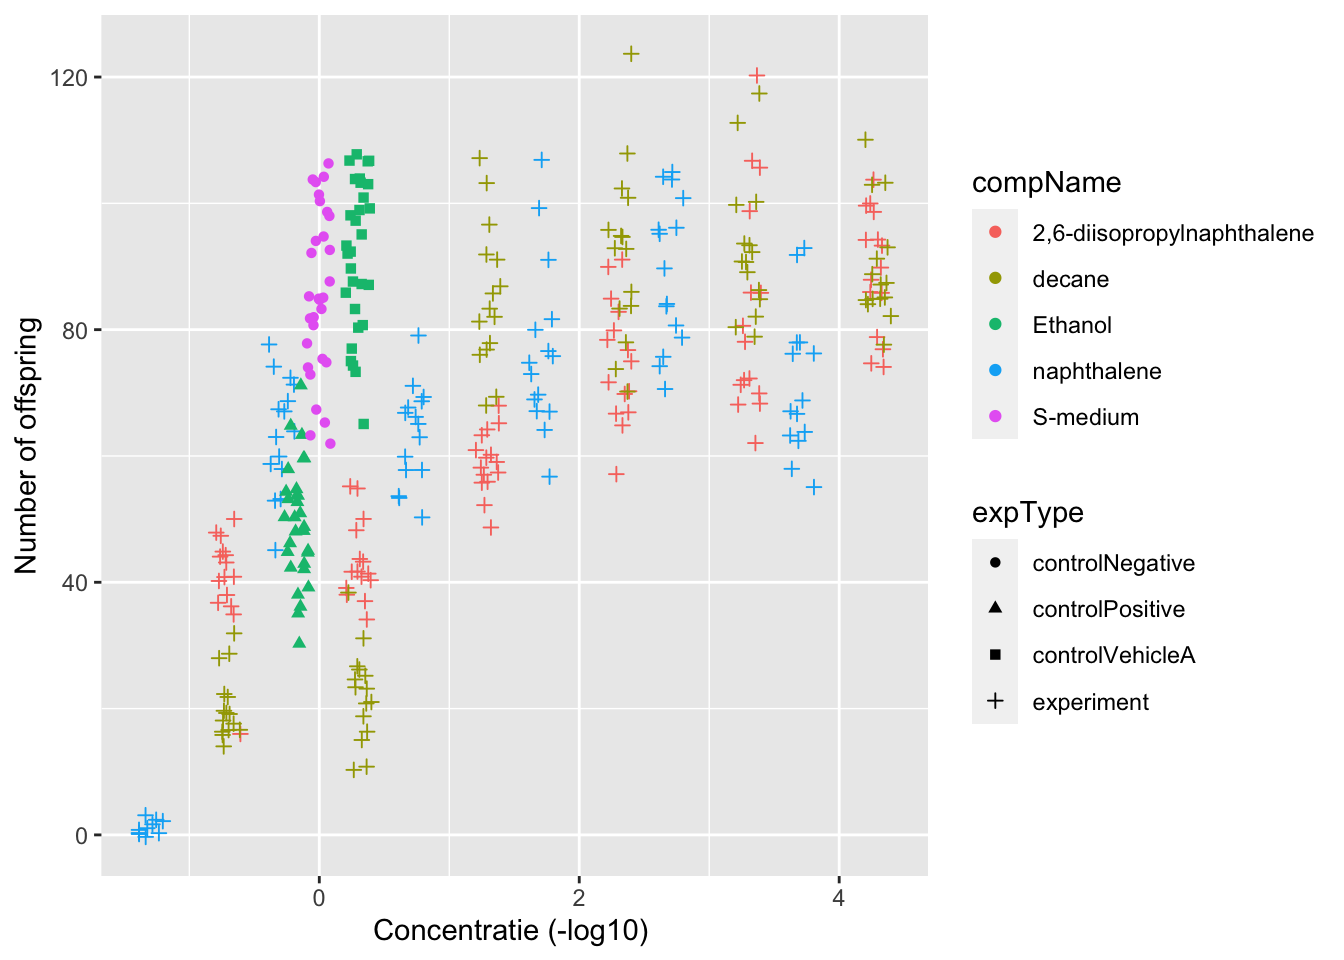 120
80
40
0
Number of offspring
0
2
4
Concentratie (-log10)
compName
2,6-diisopropylnaphthalene
decane
Ethanol
naphthalene
S-medium
expType
controlNegative
controlPositive
controlVehicleA
experiment